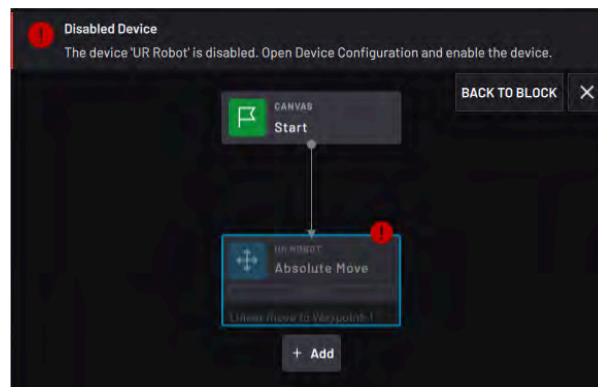 Disabled Device
The device 'UR Robot' is disabled. Open Device Configuration and enable the device.
BACK TO BLOCK
CANVAS
Start
UR ROBOT
Absolute Move
Linear move to Waypoint 1
+ Add